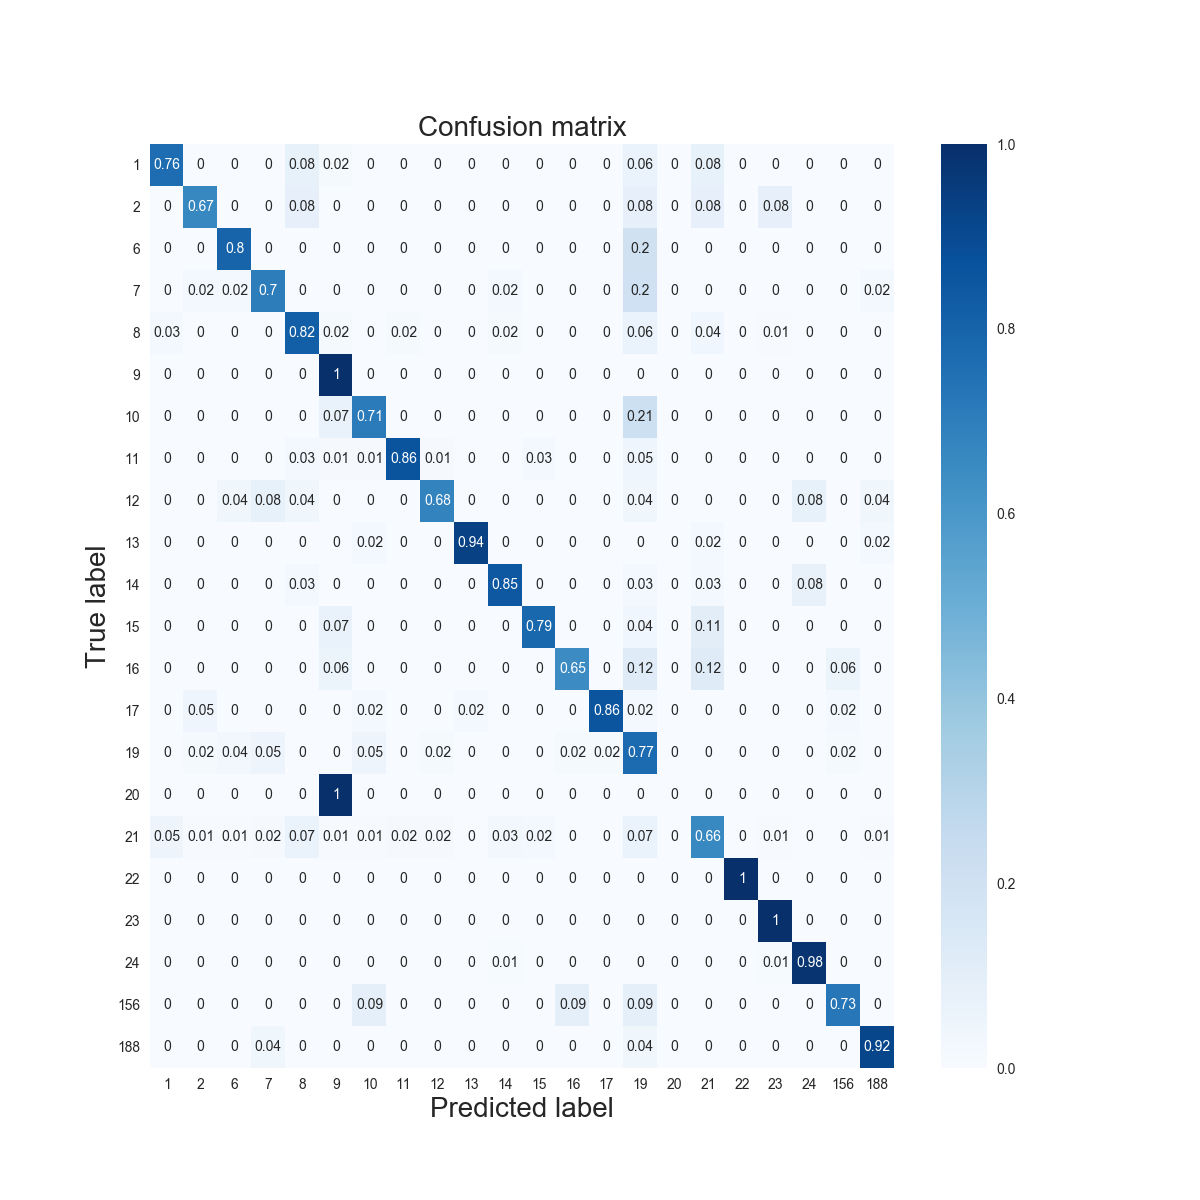 Confusion matrix
1 0.76 0 0 0 0.08 0.02 0 0 0 0 0 0 0 0 0.06 0 0.08 0 0 0 0 0 1.0
2 0 0.67 0 0 0.08 0 0 0 0 0 0 0 0 0 0.08 0 0.08 0 0.08 0 0 0
6 0 0 0.8 0 0 0 0 0 0 0 0 0 0 0 0.2 0 0 0 0 0 0 0
7 0 0.02 0.02 0.7 0 0 0 0 0 0 0.02 0 0 0 0.2 0 0 0 0 0 0 0.02
8 0.03 0 0 0 0.82 0.02 0 0.02 0 0 0.02 0 0 0 0.06 0 0.04 0 0.01 0 0 0 0.8
9 0 0 0 0 0 1 0 0 0 0 0 0 0 0 0 0 0 0 0 0 0 0
10 0 0 0 0 0 0.07 0.71 0 0 0 0 0 0 0 0.21 0 0 0 0 0 0 0
11 0 0 0 0 0.03 0.01 0.01 0.86 0.01 0 0 0.03 0 0 0.05 0 0 0 0 0 0 0
12 0 0 0.04 0.08 0.04 0 0 0 0.68 0 0 0 0 0 0.04 0 0 0 0 0.08 0 0.04 0.6
13 0 0 0 0 0 0 0.02 0 0 0.94 0 0 0 0 0 0 0.02 0 0 0 0 0.02
14 0 0 0 0 0.03 0 0 0 0 0 0.85 0 0 0 0.03 0 0.03 0 0 0.08 0 0
15 0 0 0 0 0 0.07 0 0 0 0 0 0.79 0 0 0.04 0 0.11 0 0 0 0 0
16 0 0 0 0 0 0.06 0 0 0 0 0 0 0.65 0 0.12 0 0.12 0 0 0 0.06 0
17 0 0.05 0 0 0 0 0.02 0 0 0.02 0 0 0 0.86 0.02 0 0 0 0 0 0.02 0 0.4
19 0 0.02 0.04 0.05 0 0 0.05 0 0.02 0 0 0 0.02 0.02 0.77 0 0 0 0 0 0.02 0
20 0 0 0 0 0 1 0 0 0 0 0 0 0 0 0 0 0 0 0 0 0 0
21 0.05 0.01 0.01 0.02 0.07 0.01 0.01 0.02 0.02 0 0.03 0.02 0 0 0.07 0 0.66 0 0.01 0 0 0.01
22 0 0 0 0 0 0 0 0 0 0 0 0 0 0 0 0 0 1 0 0 0 0 0.2
23 0 0 0 0 0 0 0 0 0 0 0 0 0 0 0 0 0 0 1 0 0 0
24 0 0 0 0 0 0 0 0 0 0 0.01 0 0 0 0 0 0 0 0.01 0.98 0 0
156 0 0 0 0 0 0 0.09 0 0 0 0 0 0.09 0 0.09 0 0 0 0 0 0.73 0
188 0 0 0 0.04 0 0 0 0 0 0 0 0 0 0 0.04 0 0 0 0 0 0 0.92 0.0
1 2 6 7 8 9 10 11 12 13 14 15 16 17 19 20 21 22 23 24 156 188
True label
Predicted label